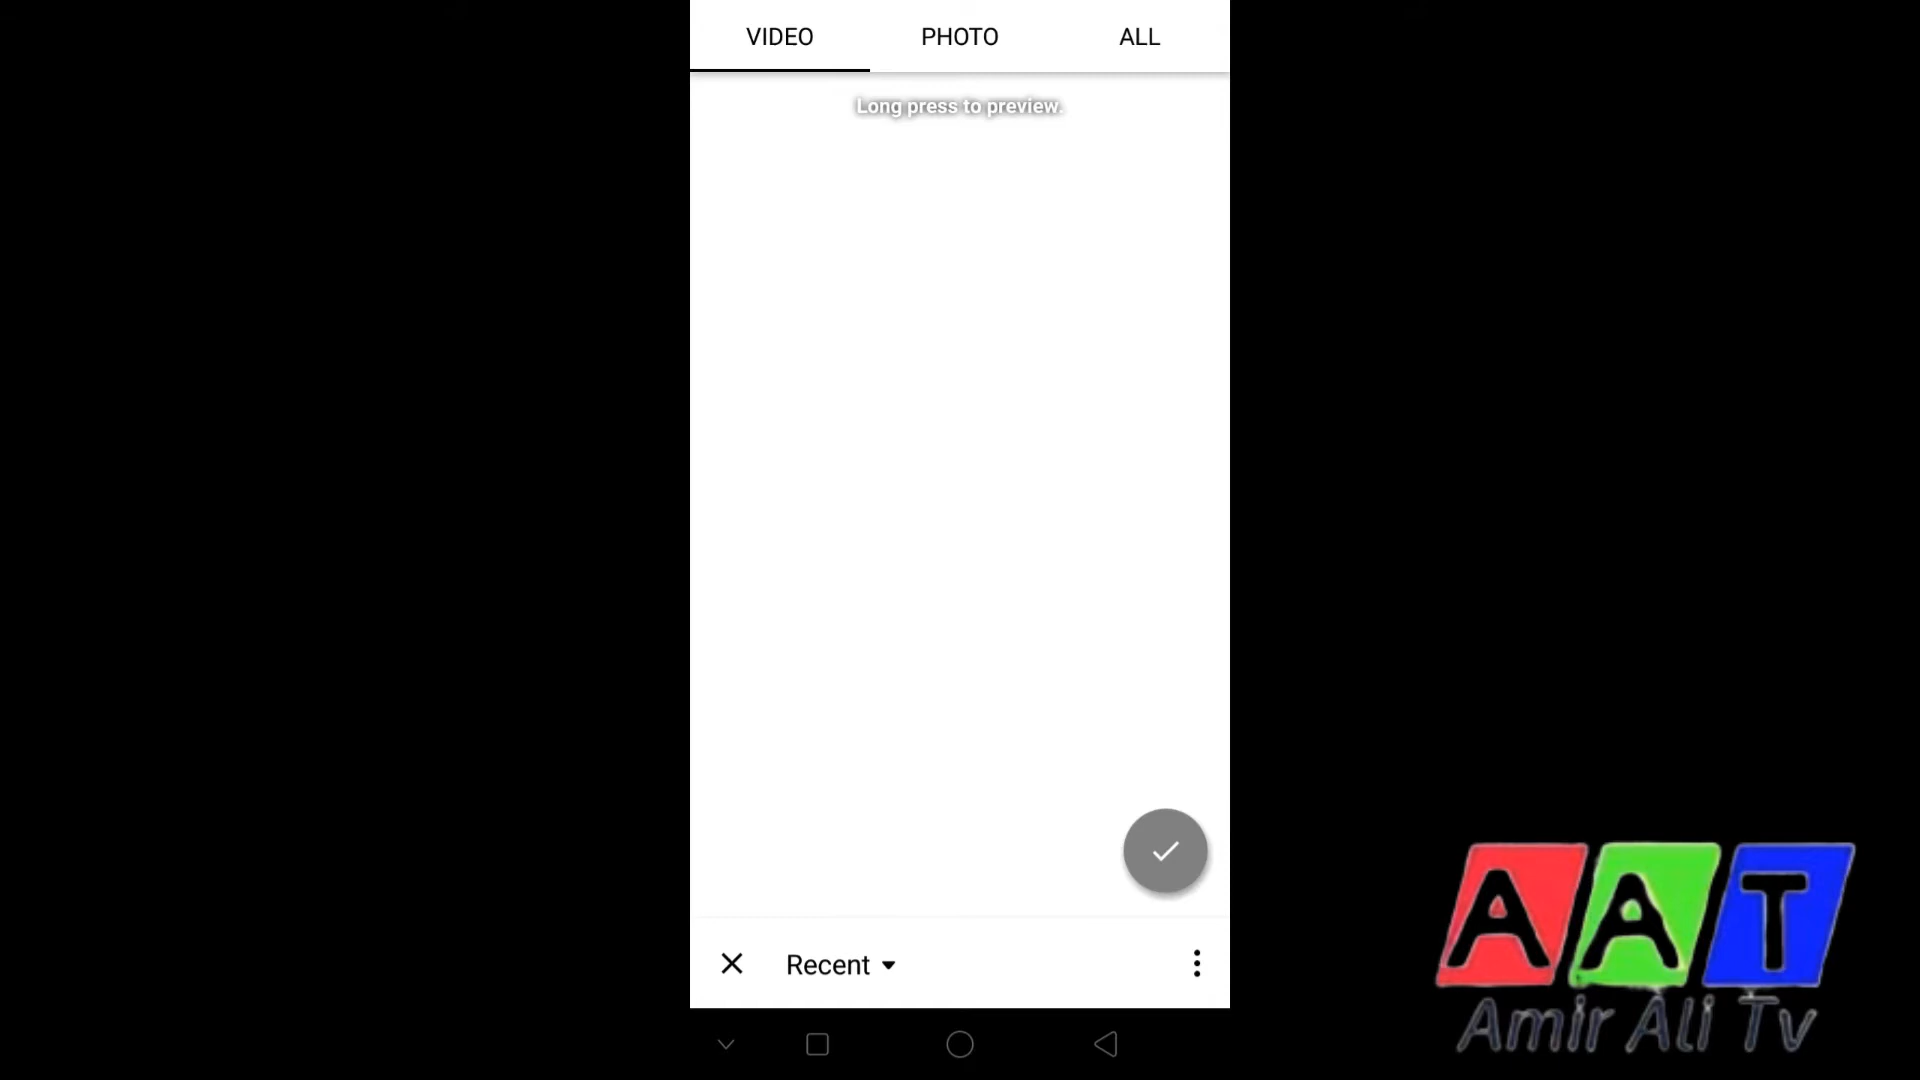 VIDEO PHOTO ALL
Long press to preview.
Recent
AAT
Amir Ali Tv